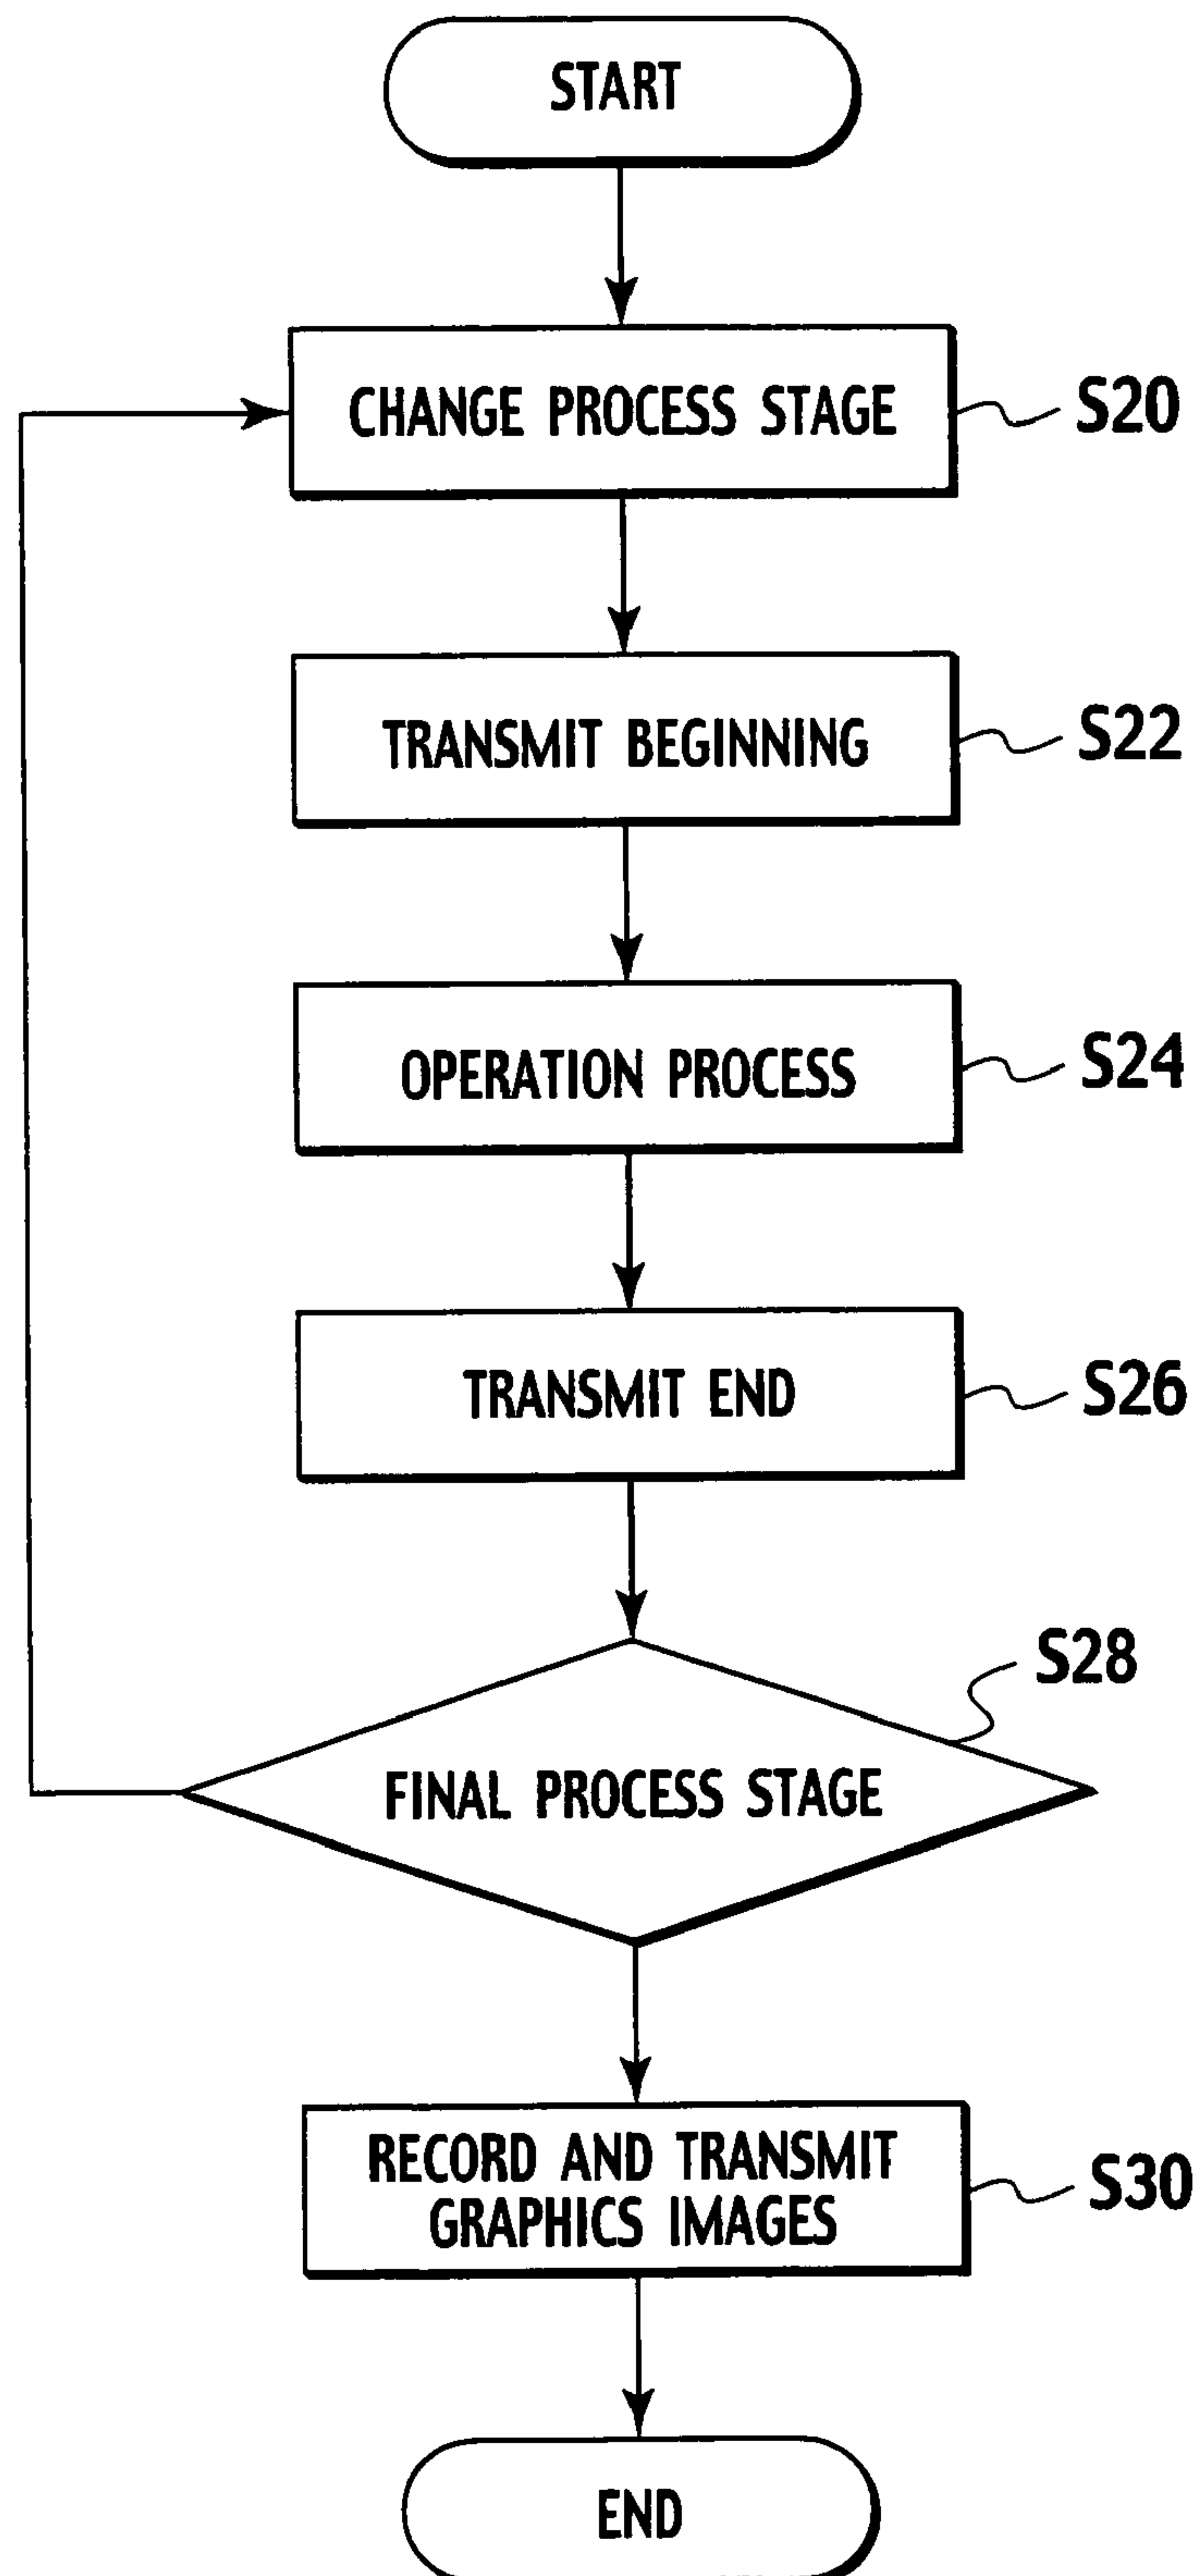 START
CHANGE PROCESS STAGE
S20
TRANSMIT BEGINNING
S22
OPERATION PROCESS
S24
TRANSMIT END
S26
S28
FINAL PROCESS STAGE
RECORD AND TRANSMIT
GRAPHICS IMAGES
S30
END